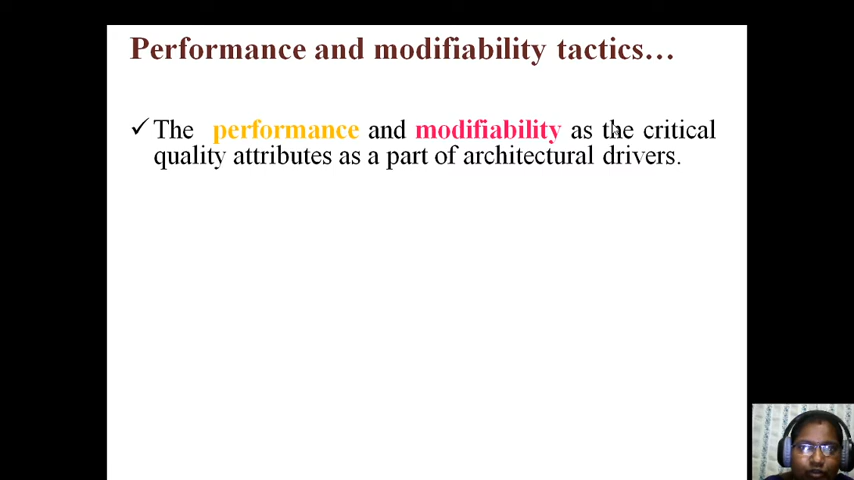 Performance and modifiability tactics…
✓ The performance and modifiability as the critical
quality attributes as a part of architectural drivers.